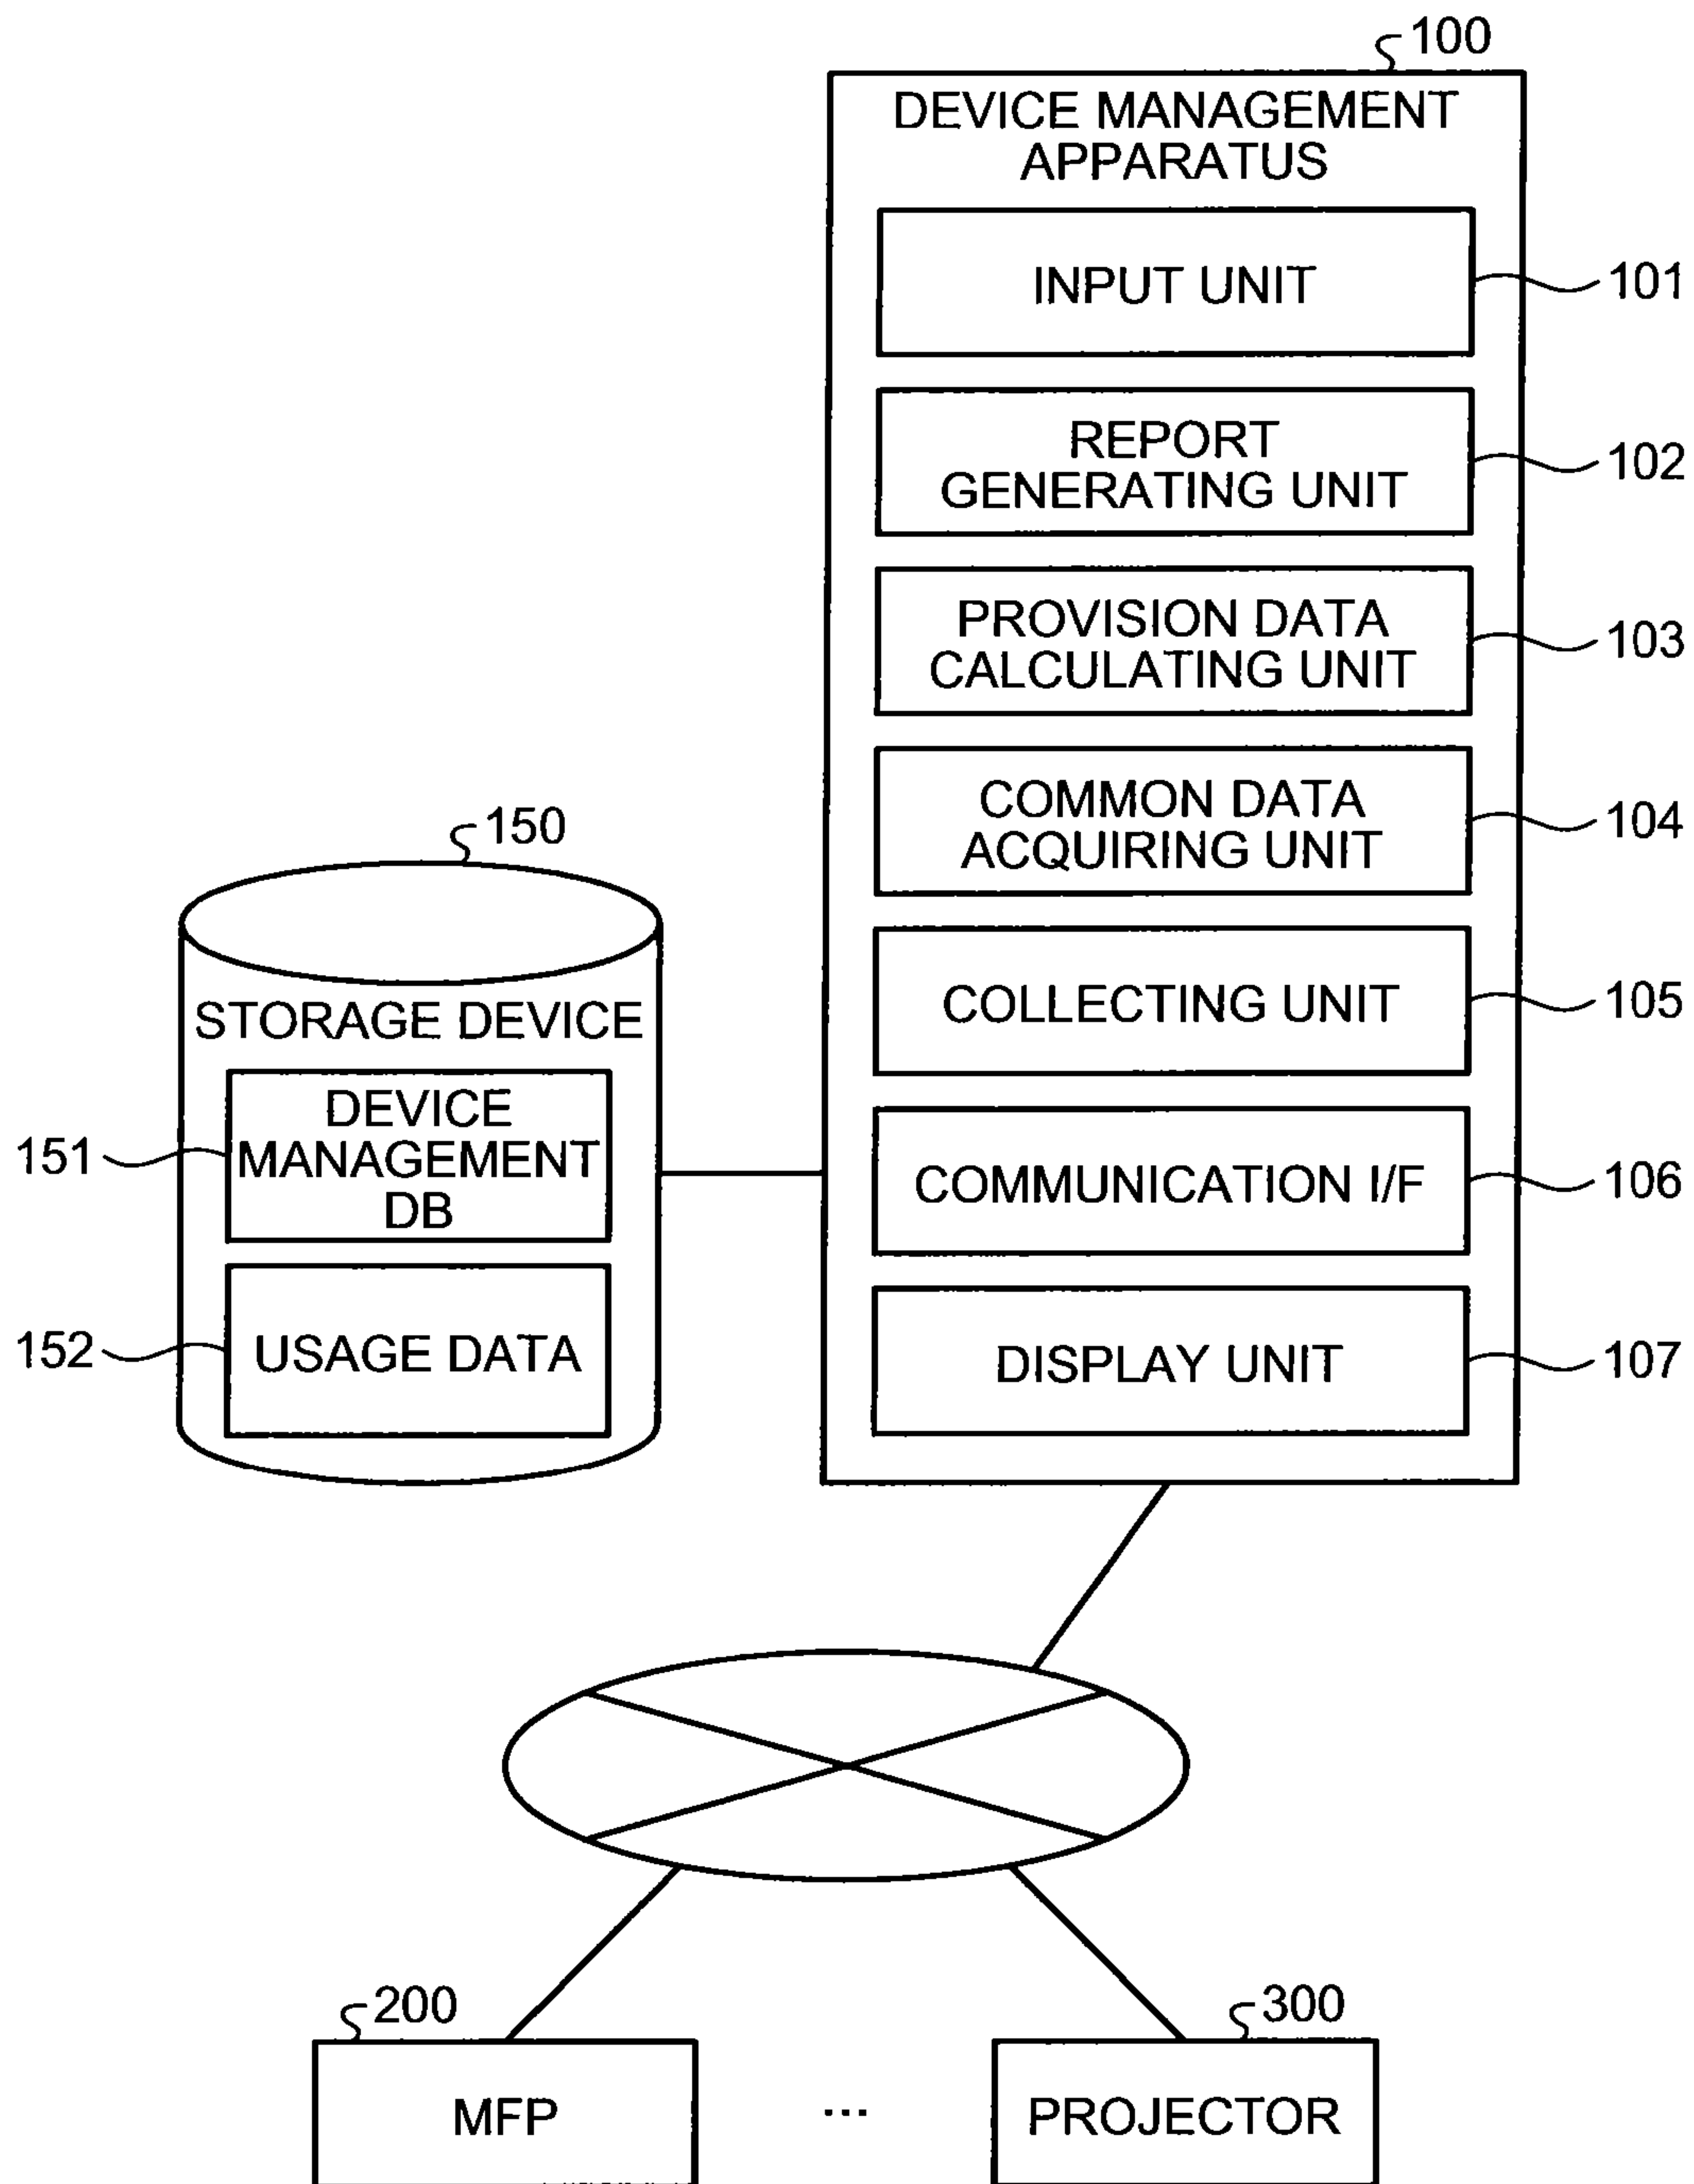 100
DEVICE MANAGEMENT
APPARATUS
INPUT UNIT
101
REPORT
GENERATING UNIT
102
PROVISION DATA
CALCULATING UNIT
103
COMMON DATA
ACQUIRING UNIT
104
150
STORAGE DEVICE
COLLECTING UNIT
105
151
DEVICE
MANAGEMENT
DB
COMMUNICATION I/F
106
152
USAGE DATA
DISPLAY UNIT
107
200
MFP
...
300
PROJECTOR